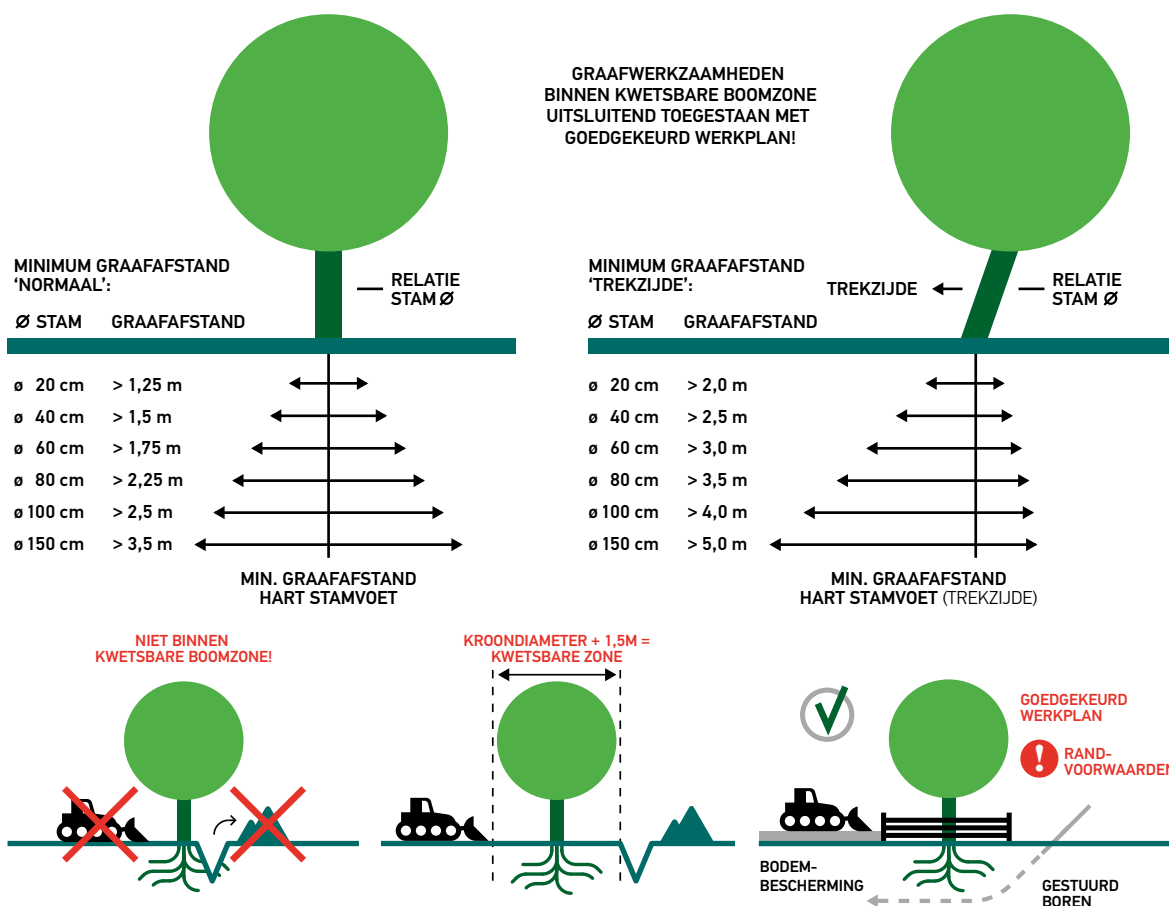 GRAAFWERKZAAMHEDEN
BINNEN KWETSBARE BOOMZONE
UITSLUITEND TOEGESTAAN MET
GOEDGEKEURD WERKPLAN!
MINIMUM GRAAFAFSTAND
‘NORMAAL’:
RELATIE
STAM Ø
Ø STAM GRAAFAFSTAND
ø 20 cm > 1,25 m
ø 40 cm > 1,5 m
ø 60 cm > 1,75 m
ø 80 cm > 2,25 m
ø 100 cm > 2,5 m
ø 150 cm > 3,5 m
MIN. GRAAFAFSTAND
HART STAMVOET
MINIMUM GRAAFAFSTAND
‘TREKZIJDE’:
TREKZIJDE
RELATIE
STAM Ø
Ø STAM GRAAFAFSTAND
ø 20 cm > 2,0 m
ø 40 cm > 2,5 m
ø 60 cm > 3,0 m
ø 80 cm > 3,5 m
ø 100 cm > 4,0 m
ø 150 cm > 5,0 m
MIN. GRAAFAFSTAND
HART STAMVOET (TREKZIJDE)
NIET BINNEN
KWETSBARE BOOMZONE!
KROONDIAMETER + 1,5M =
KWETSBARE ZONE
GOEDGEKEURD
WERKPLAN
! RAND-
VOORWAARDEN
BODEM-
BESCHERMING
GESTUURD
BOREN